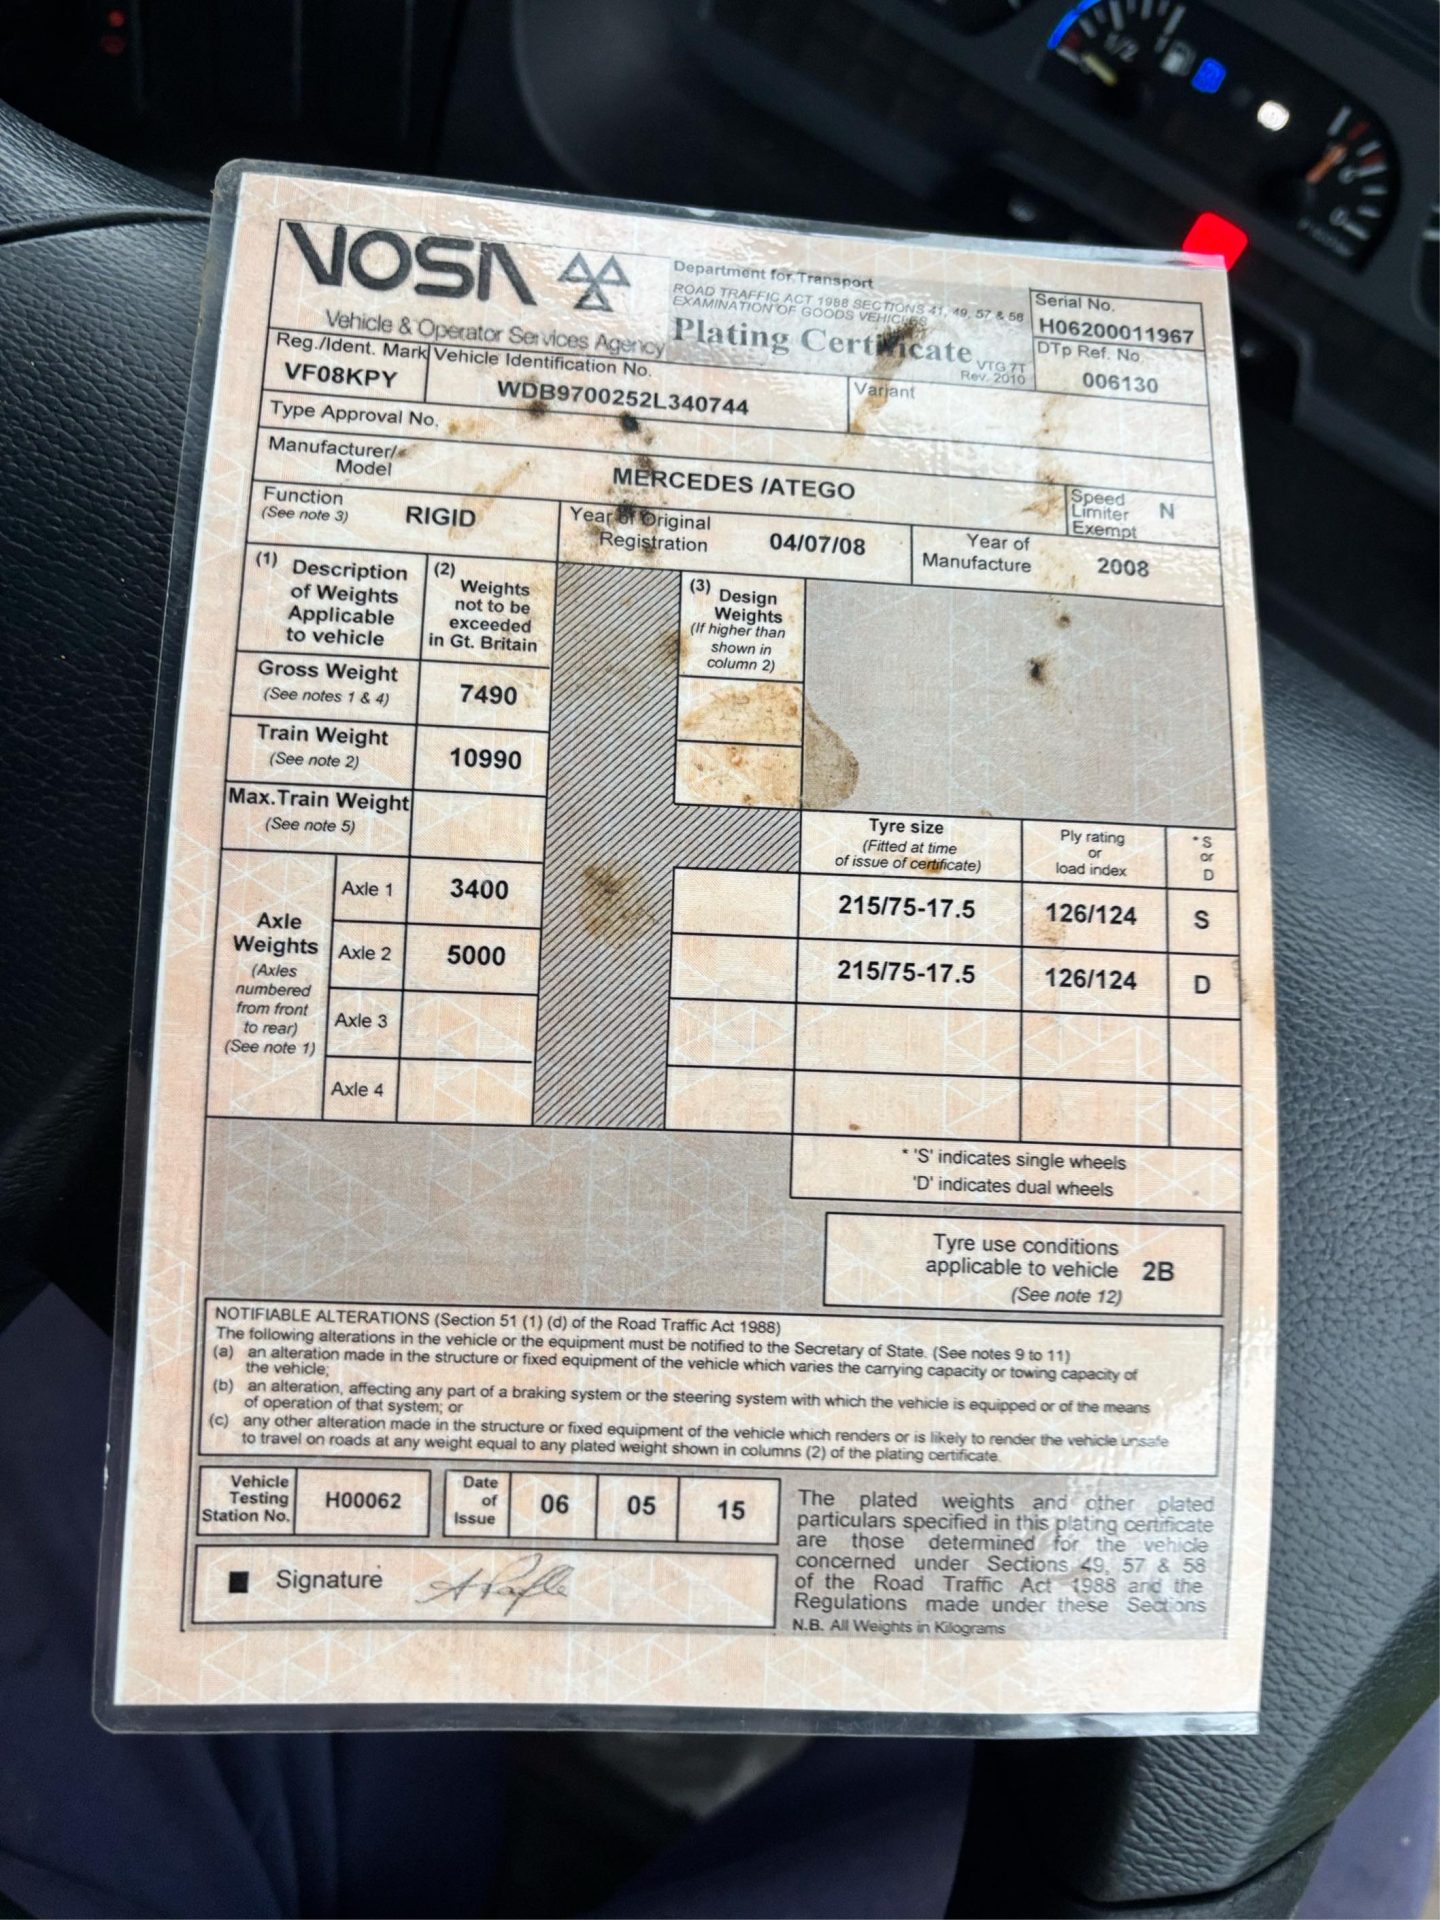 1/2
VOSA
Vehicle & Operator Services Agency
Department for Transport
ROAD TRAFFIC ACT 1988 SECTIONS 41, 49, 57 & 58
EXAMINATION OF GOODS VEHICLES
Plating Certificate
VTG 7T
Rev. 2010
Serial No.
H06200011967
DTp Ref. No.
006130
Reg./Ident. Mark
VF08KPY
Vehicle Identification No.
WDB9700252L340744
Variant
Type Approval No.
Manufacturer/
Model
MERCEDES /ATEGO
Speed
Limiter
Exempt
N
Function
(See note 3)
RIGID
Year of Original
Registration
04/07/08
Year of
Manufacture
2008
(1) Description
of Weights
Applicable
to vehicle
(2)
Weights
not to be
exceeded
in Gt. Britain
(3) Design
Weights
(If higher than
shown in
column 2)
Gross Weight
(See notes 1 & 4)
7490
Train Weight
(See note 2)
10990
Max.Train Weight
(See note 5)
Tyre size
(Fitted at time
of issue of certificate)
Ply rating
or
load index
* S
or
D
Axle
Weights
(Axles
numbered
from front
to rear)
(See note 1)
Axle 1
3400
215/75-17.5
126/124
S
Axle 2
5000
215/75-17.5
126/124
D
Axle 3
Axle 4
* 'S' indicates single wheels
'D' indicates dual wheels
Tyre use conditions
applicable to vehicle 2B
(See note 12)
NOTIFIABLE ALTERATIONS (Section 51 (1) (d) of the Road Traffic Act 1988)
The following alterations in the vehicle or the equipment must be notified to the Secretary of State. (See notes 9 to 11)
(a) an alteration made in the structure or fixed equipment of the vehicle which varies the carrying capacity or towing capacity of
the vehicle;
(b) an alteration, affecting any part of a braking system or the steering system with which the vehicle is equipped or of the means
of operation of that system; or
(c) any other alteration made in the structure or fixed equipment of the vehicle which renders or is likely to render the vehicle unsafe
to travel on roads at any weight equal to any plated weight shown in columns (2) of the plating certificate.
Vehicle
Testing
Station No.
H00062
Date
of
Issue
06
05
15
Signature
The plated weights and other plated
particulars specified in this plating certificate
are those determined for the vehicle
concerned under Sections 49, 57 & 58
of the Road Traffic Act 1988 and the
Regulations made under these Sections
N.B. All Weights in Kilograms